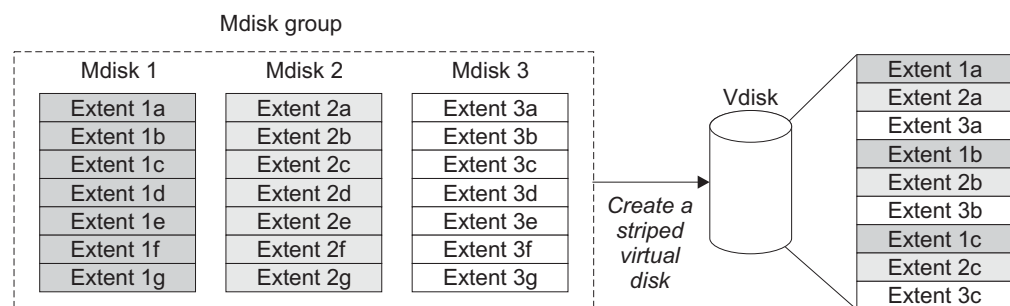 Mdisk group
Mdisk 1
Extent 1a
Extent 1b
Extent 1c
Extent 1d
Extent 1e
Extent 1f
Extent 1g
Mdisk 2
Extent 2a
Extent 2b
Extent 2c
Extent 2d
Extent 2e
Extent 2f
Extent 2g
Mdisk 3
Extent 3a
Extent 3b
Extent 3c
Extent 3d
Extent 3e
Extent 3f
Extent 3g
Create a
striped
virtual
disk
Vdisk
Extent 1a
Extent 2a
Extent 3a
Extent 1b
Extent 2b
Extent 3b
Extent 1c
Extent 2c
Extent 3c